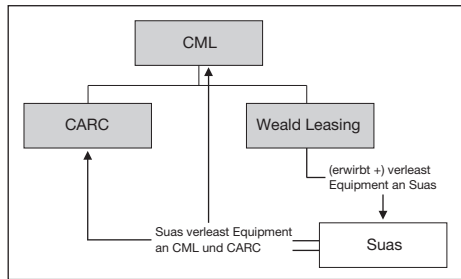 CML
CARC
Weald Leasing
(erwirbt +) verleast
Equipment an Suas
Suas verleast Equipment
an CML und CARC
Suas